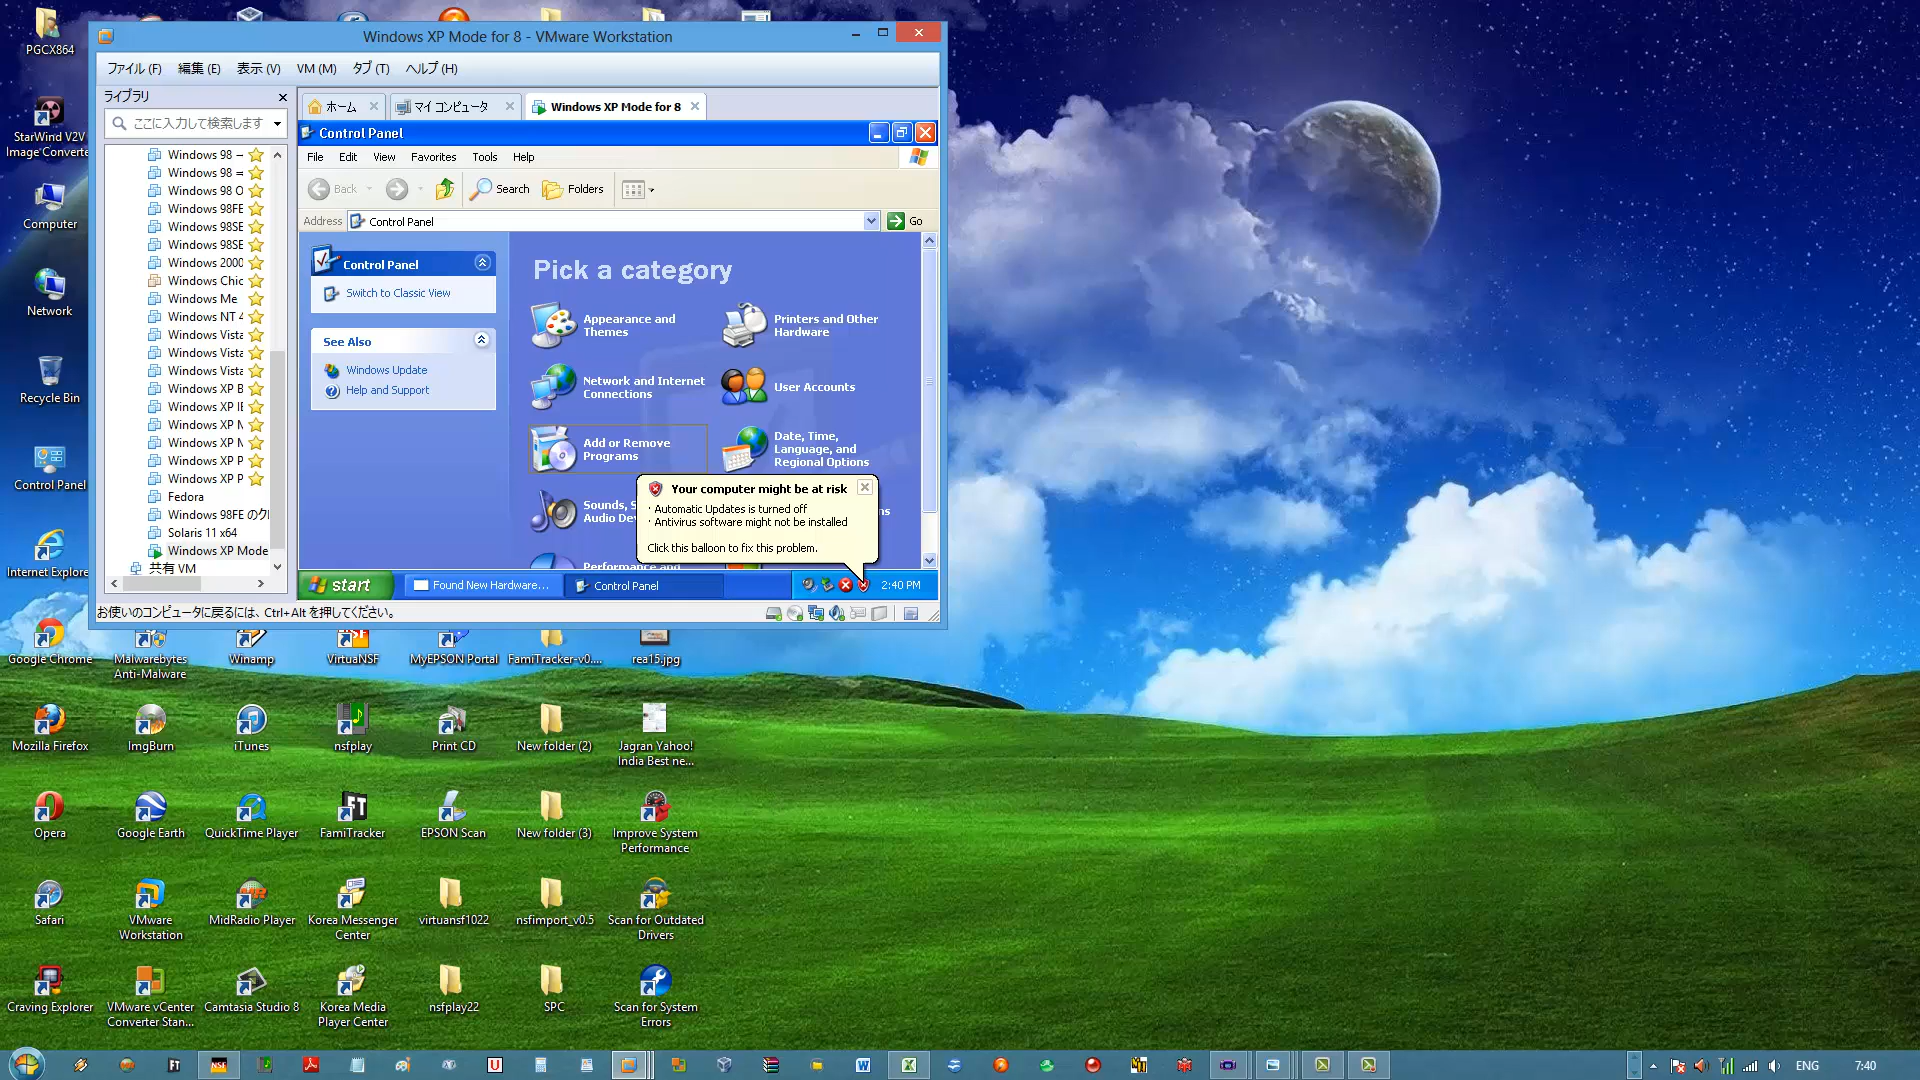 PGCX864
StarWind V2V
Image Converte
Computer
Network
Recycle Bin
Control Panel
Internet Explore
Windows XP Mode for 8 - VMware Workstation
ファイル (F)
編集 (E)
表示 (V)
VM (M)
タブ (T)
ヘルプ (H)
ライブラリ
ここに入力して検索します
Windows 98
Windows 98
Windows 98 O
Windows 98FE
Windows 98SE
Windows 98SE
Windows 2000
Windows Chic
Windows Me
Windows NT 4
Windows Vista
Windows Vista
Windows Vista
Windows XP B
Windows XP IE
Windows XP M
Windows XP M
Windows XP P
Windows XP P
Fedora
Windows 98FE のク
Solaris 11 x64
Windows XP Mode
共有 VM
ホーム
マイ コンピュータ
Windows XP Mode for 8
Control Panel
File
Edit
View
Favorites
Tools
Help
Back
Search
Folders
Address
Control Panel
Go
Control Panel
Switch to Classic View
See Also
Windows Update
Help and Support
Pick a category
Appearance and
Themes
Printers and Other
Hardware
Network and Internet
Connections
User Accounts
Add or Remove
Programs
Date, Time,
Language, and
Regional Options
Sounds, S
Audio De
Performance and
Your computer might be at risk
· Automatic Updates is turned off
· Antivirus software might not be installed
Click this balloon to fix this problem.
start
Found New Hardware...
Control Panel
2:40 PM
お使いのコンピュータに戻るには、Ctrl+Alt を押してください。
Google Chrome
Malwarebytes
Anti-Malware
Winamp
VirtuaNSF
MyEPSON Portal
FamiTracker-v0....
rea15.jpg
Mozilla Firefox
ImgBurn
iTunes
nsfplay
Print CD
New folder (2)
Jagran Yahoo!
India Best ne...
Opera
Google Earth
QuickTime Player
FamiTracker
EPSON Scan
New folder (3)
Improve System
Performance
Safari
VMware
Workstation
MidRadio Player
Korea Messenger
Center
virtuansf1022
nsfimport_v0.5
Scan for Outdated
Drivers
Craving Explorer
VMware vCenter
Converter Stan...
Camtasia Studio 8
Korea Media
Player Center
nsfplay22
SPC
Scan for System
Errors
ENG
7:40